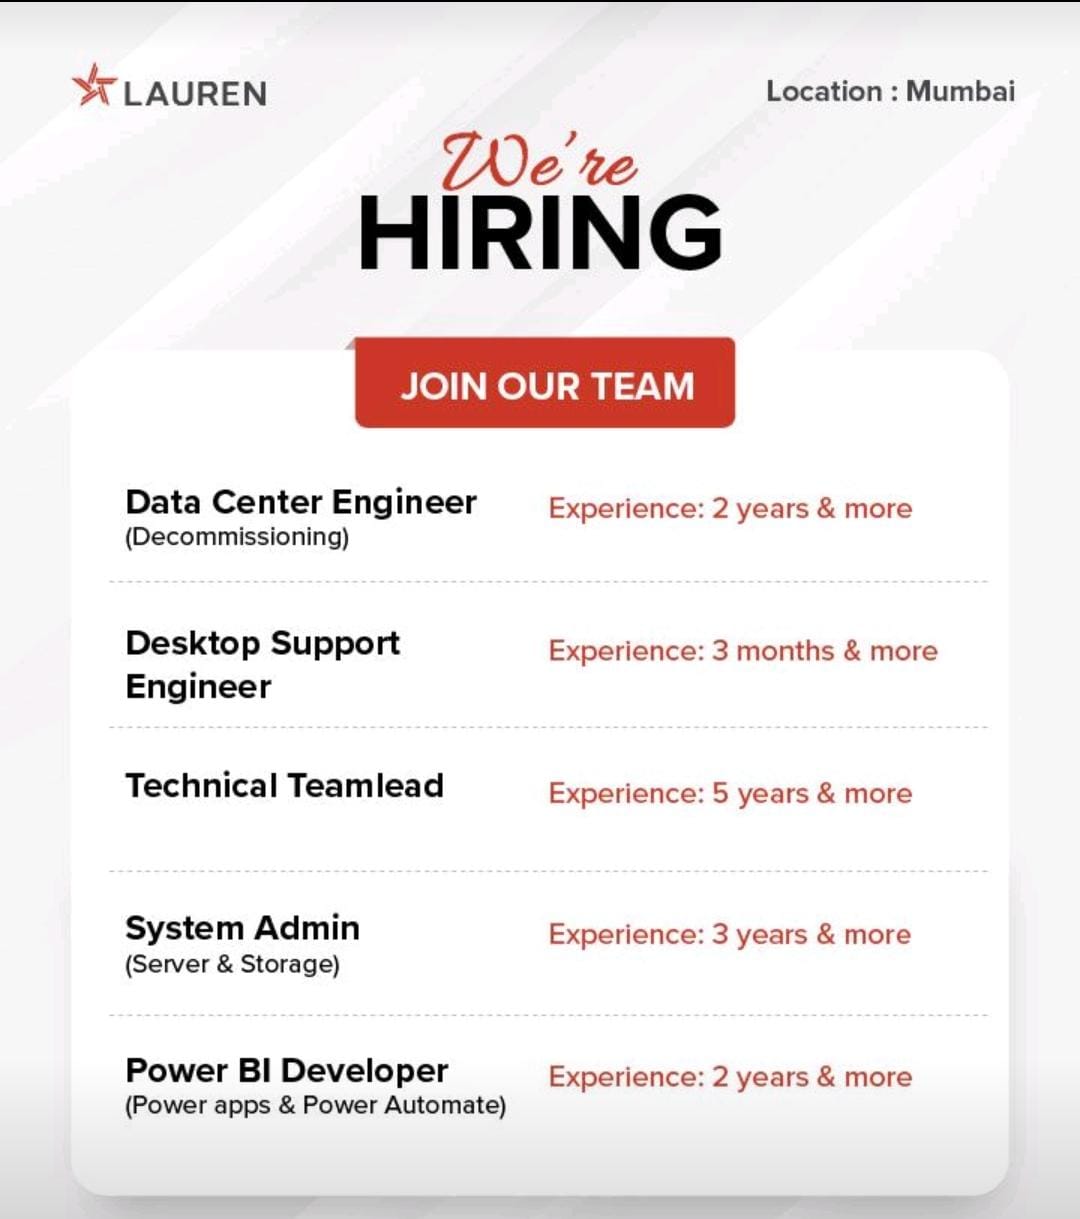 LAUREN
Location : Mumbai
We're
HIRING
JOIN OUR TEAM
Data Center Engineer
(Decommissioning)
Experience: 2 years & more
Desktop Support
Engineer
Experience: 3 months & more
Technical Teamlead
Experience: 5 years & more
System Admin
(Server & Storage)
Experience: 3 years & more
Power BI Developer
(Power apps & Power Automate)
Experience: 2 years & more